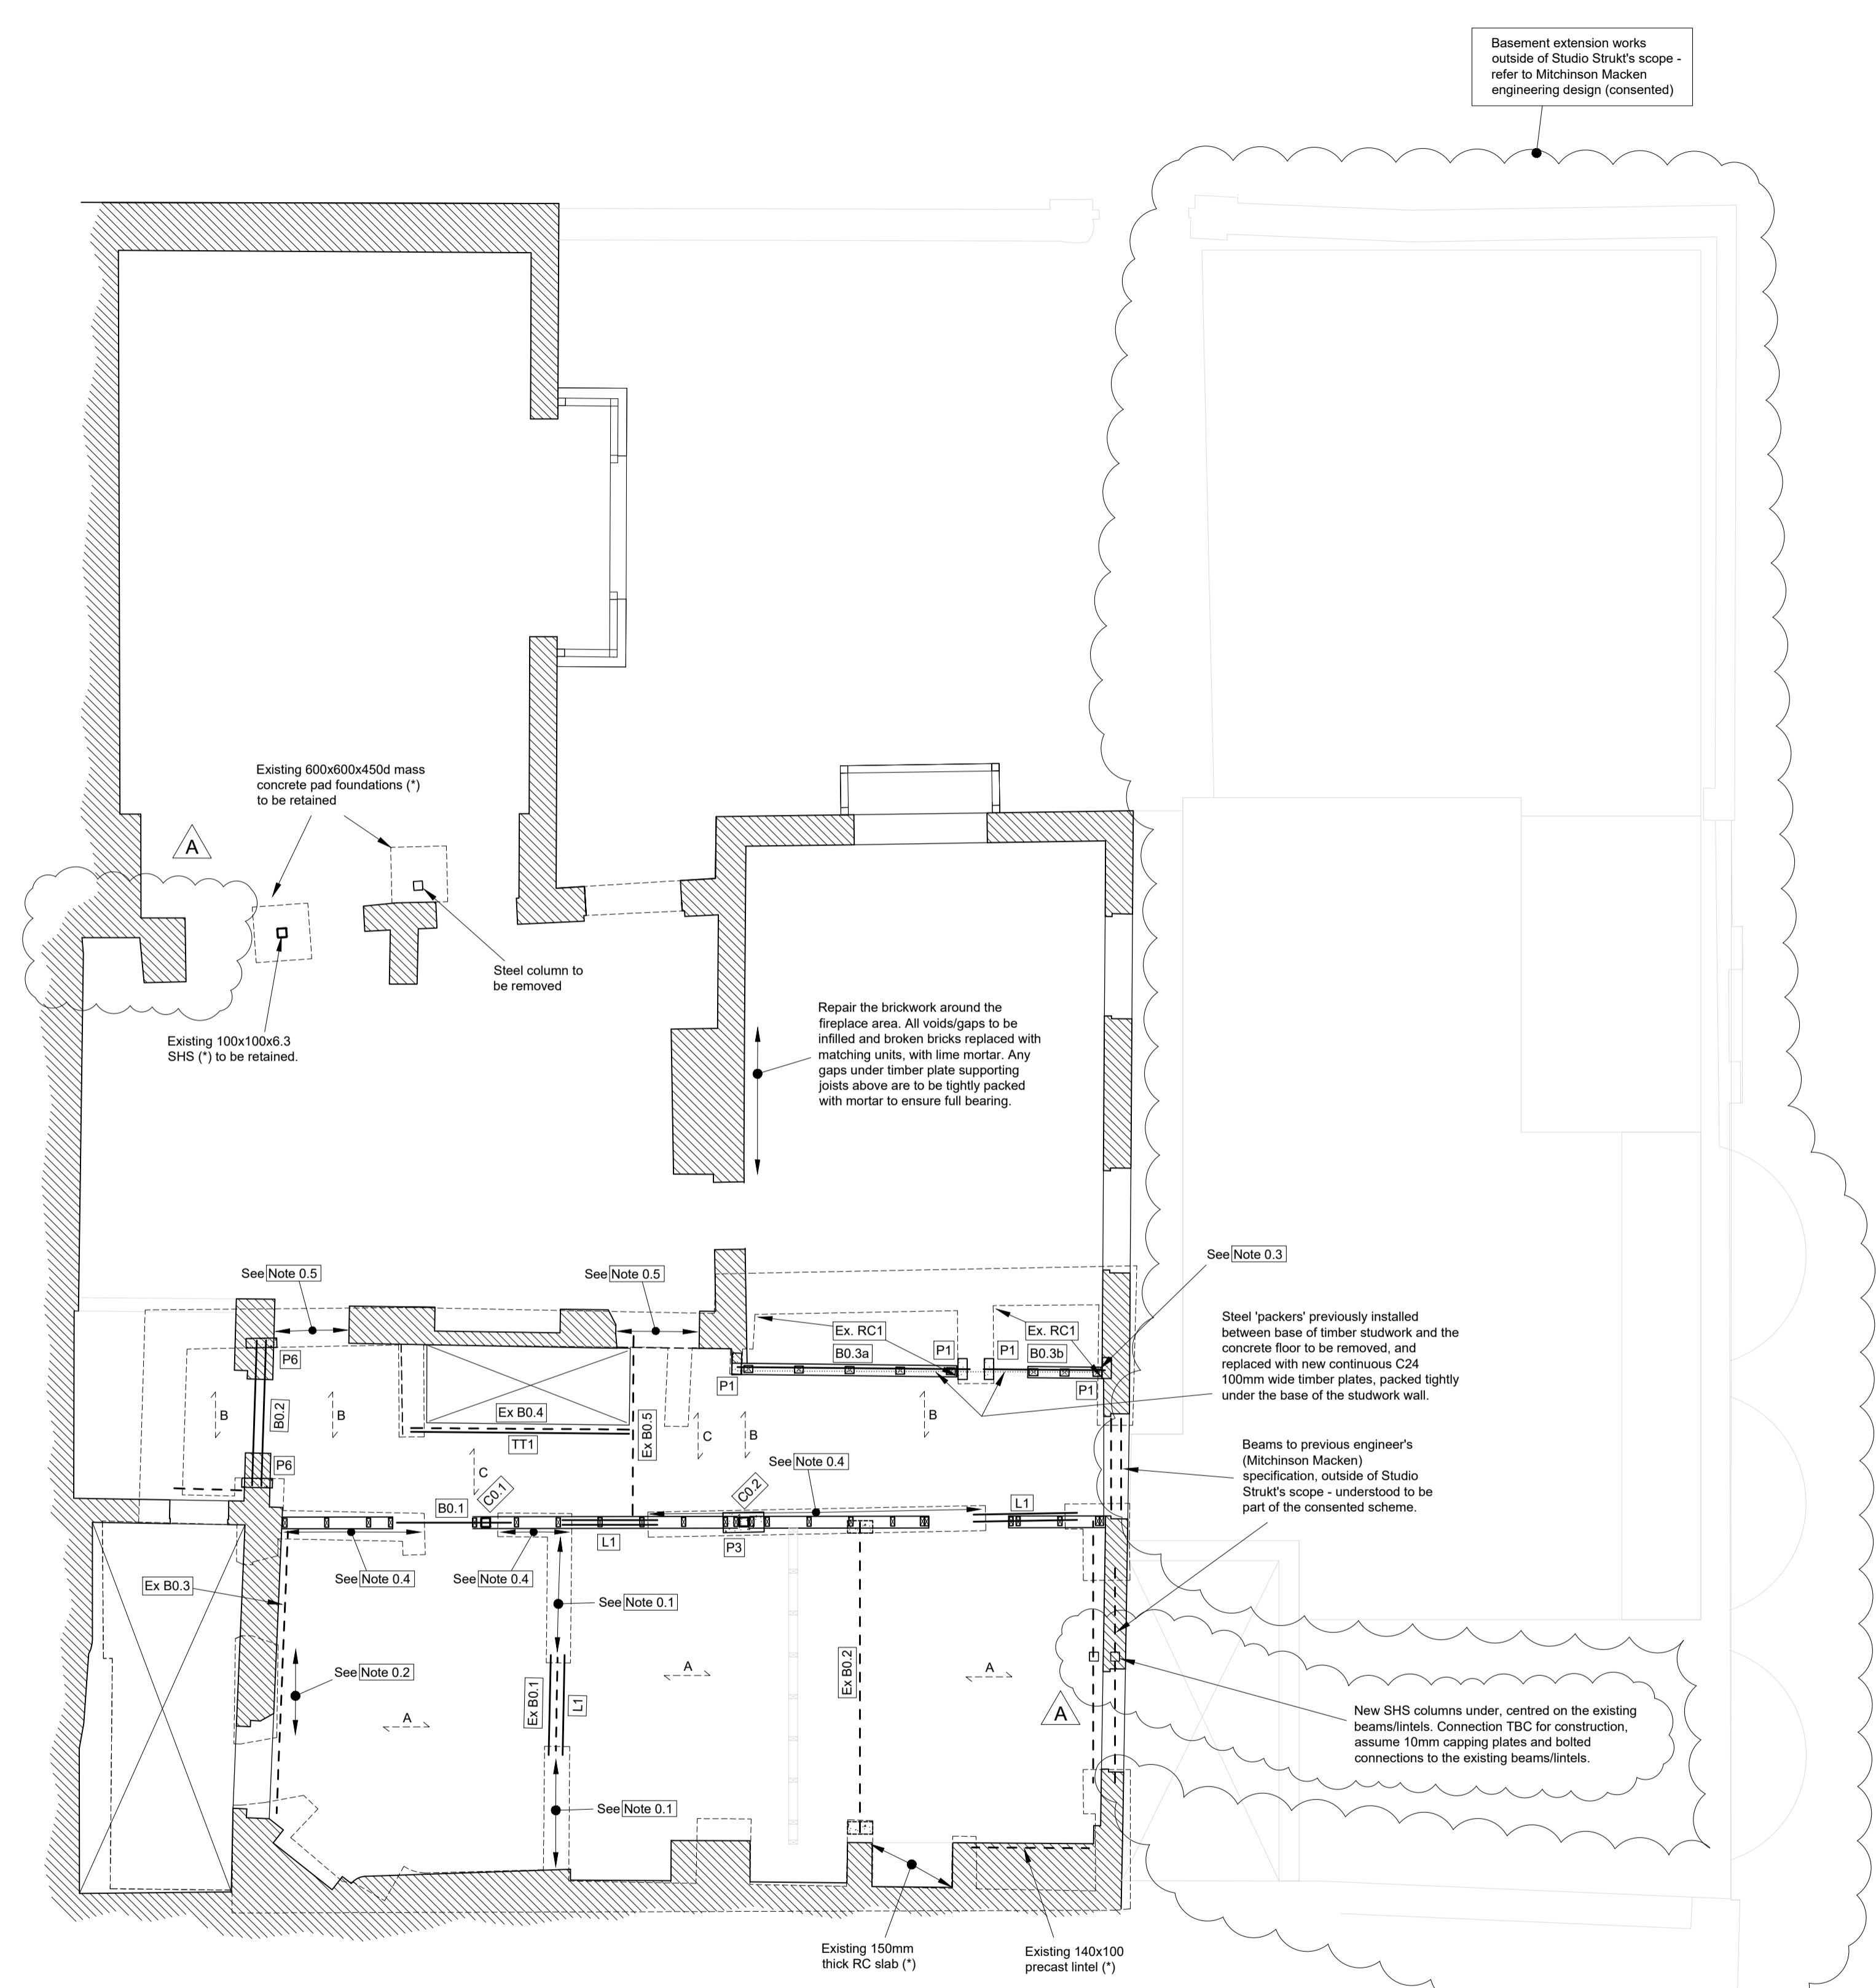 Basement extension works
outside of Studio Strukt's scope -
refer to Mitchinson Macken
engineering design (consented)
Existing 600x600x450d mass
concrete pad foundations (*)
to be retained
A
Steel column to
be removed
Existing 100x100x6.3
SHS (*) to be retained.
Repair the brickwork around the
fireplace area. All voids/gaps to be
infilled and broken bricks replaced with
matching units, with lime mortar. Any
gaps under timber plate supporting
joists above are to be tightly packed
with mortar to ensure full bearing.
See Note 0.5
See Note 0.5
See Note 0.3
Steel 'packers' previously installed
between base of timber studwork and the
concrete floor to be removed, and
replaced with new continuous C24
100mm wide timber plates, packed tightly
under the base of the studwork wall.
Ex. RC1
Ex. RC1
P1
P1
B0.3a
B0.3b
P1
P1
P6
B0.2
B
B
Ex B0.4
TT1
Ex B0.5
C
B
B
C
P6
See Note 0.4
Beams to previous engineer's
(Mitchinson Macken)
specification, outside of Studio
Strukt's scope - understood to be
part of the consented scheme.
B0.1
C0.1
C0.2
L1
L1
P3
See Note 0.4
See Note 0.4
Ex B0.3
See Note 0.1
See Note 0.2
A
Ex B0.1
L1
A
Ex B0.2
A
A
New SHS columns under, centred on the existing
beams/lintels. Connection TBC for construction,
assume 10mm capping plates and bolted
connections to the existing beams/lintels.
See Note 0.1
Existing 150mm
thick RC slab (*)
Existing 140x100
precast lintel (*)